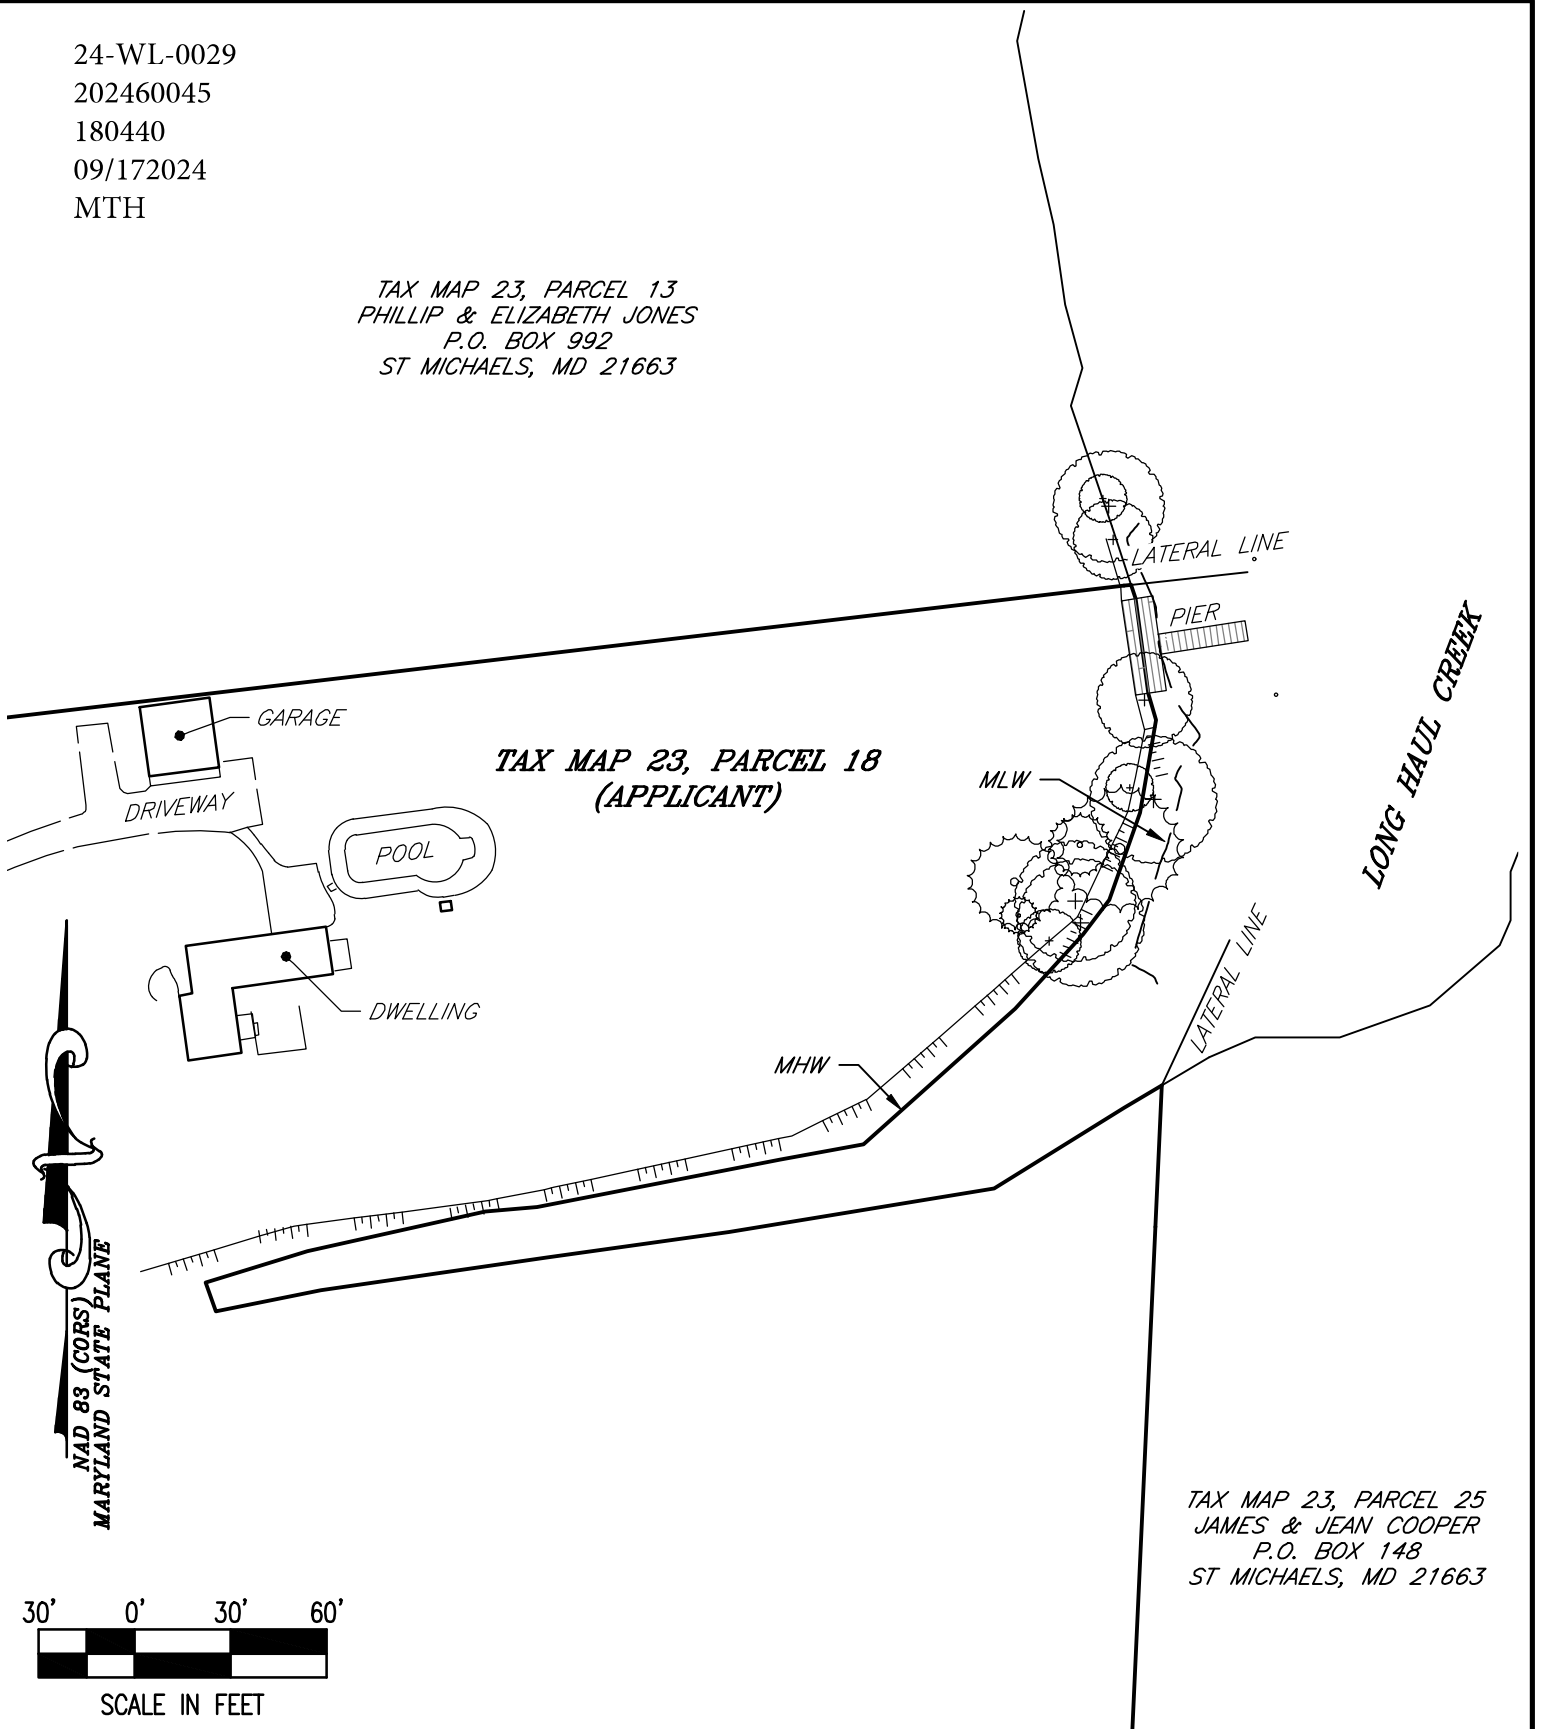 24-WL-0029
202460045
180440
09/172024
MTH
TAX MAP 23, PARCEL 13
PHILLIP & ELIZABETH JONES
P.O. BOX 992
ST MICHAELS, MD 21663
LATERAL LINE
PIER
GARAGE
TAX MAP 23, PARCEL 18
(APPLICANT)
MLW
DRIVEWAY
POOL
LONG HAUL CREEK
LATERAL LINE
DWELLING
MHW
NAD 83 (CORS)
MARYLAND STATE PLANE
TAX MAP 23, PARCEL 25
JAMES & JEAN COOPER
P.O. BOX 148
ST MICHAELS, MD 21663
30' 0' 30' 60'
SCALE IN FEET